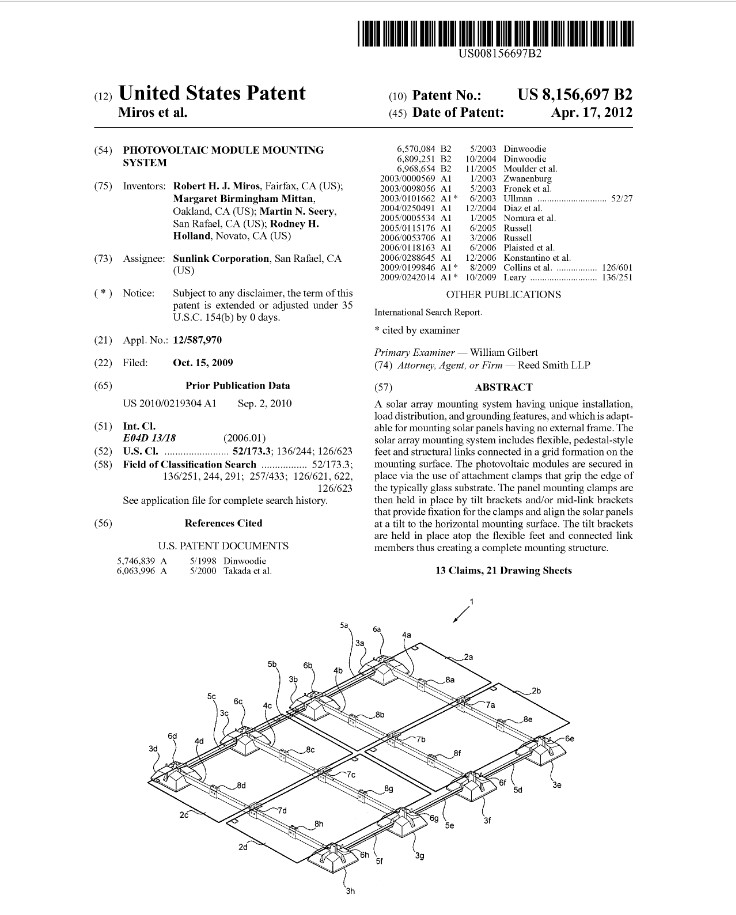 US008156697B2
(12) United States Patent
Miros et al.
(10) Patent No.: US 8,156,697 B2
(45) Date of Patent: Apr. 17, 2012
(54) PHOTOVOLTAIC MODULE MOUNTING
SYSTEM
(75) Inventors: Robert H. J. Miros, Fairfax, CA (US);
Margaret Birmingham Mittan,
Oakland, CA (US); Martin N. Seery,
San Rafael, CA (US); Rodney H.
Holland, Novato, CA (US)
(73) Assignee: Sunlink Corporation, San Rafael, CA
(US)
( * ) Notice: Subject to any disclaimer, the term of this
patent is extended or adjusted under 35
U.S.C. 154(b) by 0 days.
(21) Appl. No.: 12/587,970
(22) Filed: Oct. 15, 2009
(65) Prior Publication Data
US 2010/0219304 A1 Sep. 2, 2010
(51) Int. Cl.
E04D 13/18 (2006.01)
(52) U.S. Cl. ........................ 52/173.3; 136/244; 126/623
(58) Field of Classification Search ................. 52/173.3;
136/251, 244, 291; 257/433; 126/621, 622,
126/623
See application file for complete search history.
(56) References Cited
U.S. PATENT DOCUMENTS
5,746,839 A 5/1998 Dinwoodie
6,063,996 A 5/2000 Takada et al.
6,570,084 B2 5/2003 Dinwoodie
6,809,251 B2 10/2004 Dinwoodie
6,968,654 B2 11/2005 Moulder et al.
2003/0000569 A1 1/2003 Zwanenburg
2003/0098056 A1 5/2003 Fronek et al.
2003/0101662 A1* 6/2003 Ullman ............................ 52/27
2004/0250491 A1 12/2004 Diaz et al.
2005/0005534 A1 1/2005 Nomura et al.
2005/0115176 A1 6/2005 Russell
2006/0053706 A1 3/2006 Russell
2006/0118163 A1 6/2006 Plaisted et al.
2006/0288645 A1 12/2006 Konstantino et al.
2009/0199846 A1* 8/2009 Collins et al. ................ 126/601
2009/0242014 A1* 10/2009 Leary .......................... 136/251
OTHER PUBLICATIONS
International Search Report.
* cited by examiner
Primary Examiner — William Gilbert
(74) Attorney, Agent, or Firm — Reed Smith LLP
(57) ABSTRACT
A solar array mounting system having unique installation,
load distribution, and grounding features, and which is adapt-
able for mounting solar panels having no external frame. The
solar array mounting system includes flexible, pedestal-style
feet and structural links connected in a grid formation on the
mounting surface. The photovoltaic modules are secured in
place via the use of attachment clamps that grip the edge of
the typically glass substrate. The panel mounting clamps are
then held in place by tilt brackets and/or mid-link brackets
that provide fixation for the clamps and align the solar panels
at a tilt to the horizontal mounting surface. The tilt brackets
are held in place atop the flexible feet and connected link
members thus creating a complete mounting structure.
13 Claims, 21 Drawing Sheets
1
5a 6a 3a 4a 2a
5b 6b 3b 4b 8a 2b
5c 6c 3c 4c 8b 7a 8e
3d 6d 4d 8c 7b 8f 6e
8d 7c 8g 6f 5d 3e
2c 7d 8h 6g 5e 3f
2d 6h 5f 3g
3h